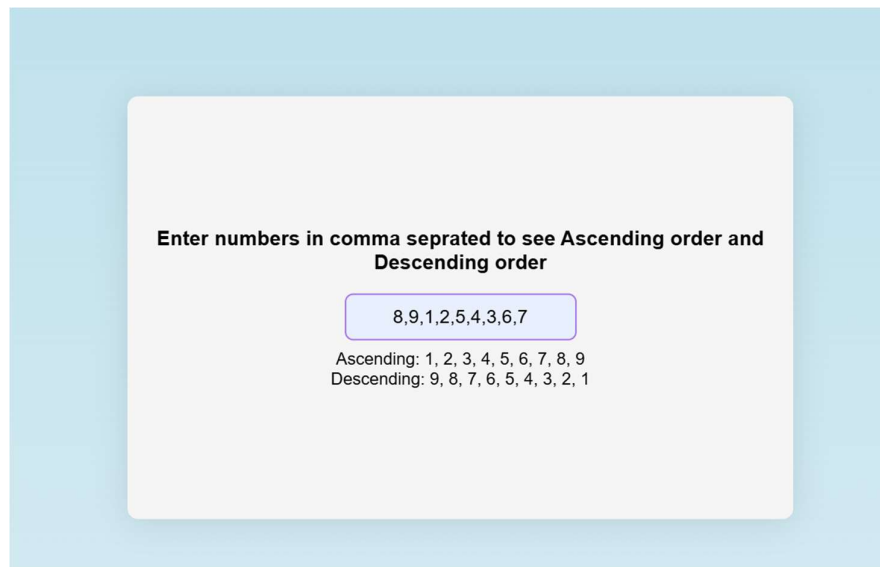 Enter numbers in comma seprated to see Ascending order and
Descending order
8,9,1,2,5,4,3,6,7
Ascending: 1, 2, 3, 4, 5, 6, 7, 8, 9
Descending: 9, 8, 7, 6, 5, 4, 3, 2, 1